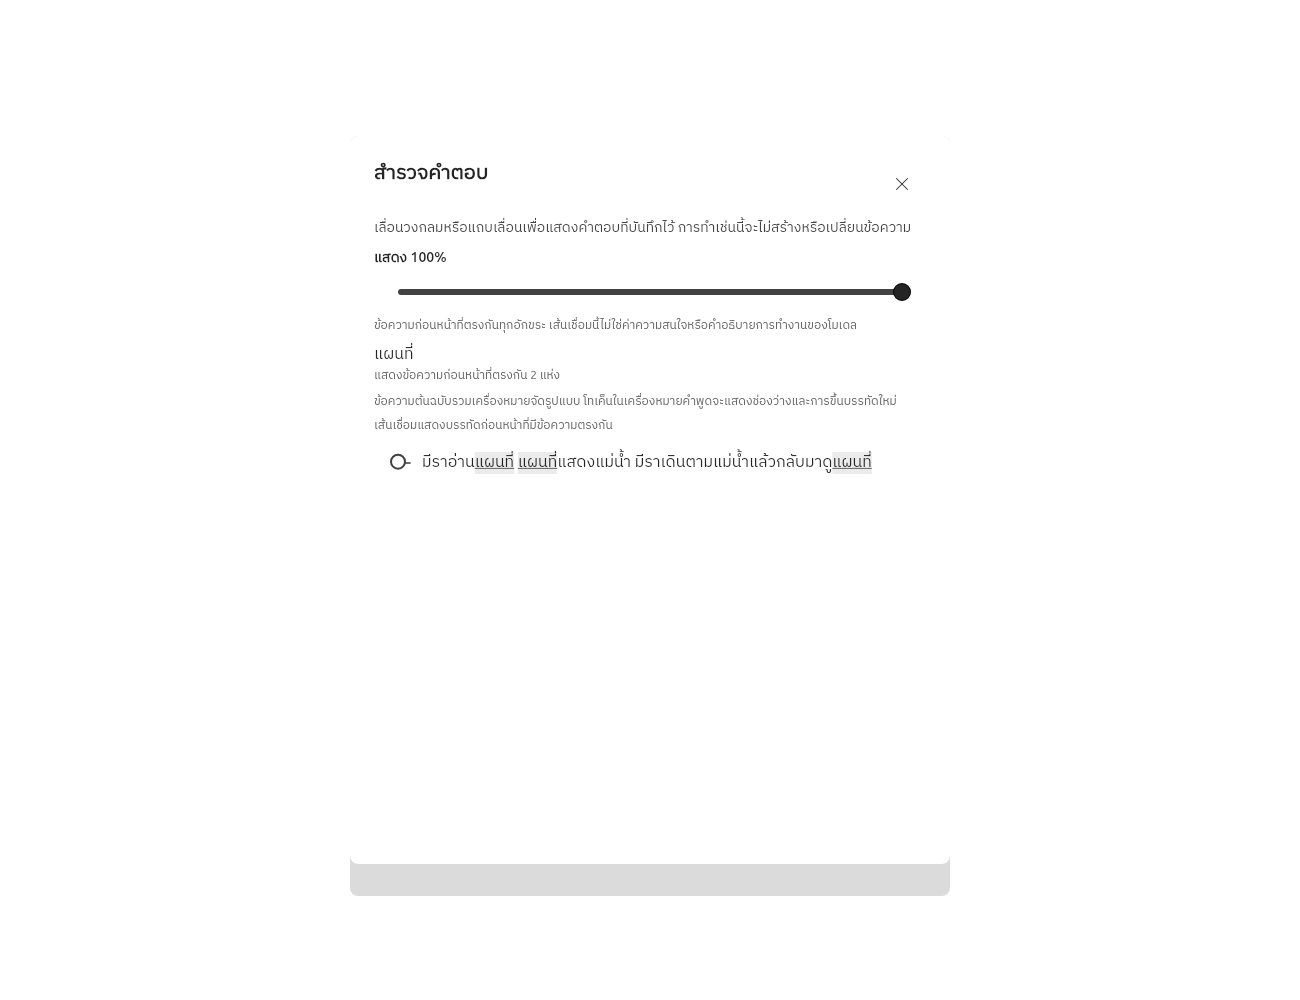 สำรวจคำตอบ
เลื่อนวงกลมหรือแถบเลื่อนเพื่อแสดงคำตอบที่บันทึกไว้ การทำเช่นนี้จะไม่สร้างหรือเปลี่ยนข้อความ
แสดง 100%
ข้อความก่อนหน้าที่ตรงกันทุกอักขระ เส้นเชื่อมนี้ไม่ใช่ค่าความสนใจหรือคำอธิบายการทำงานของโมเดล
แผนที่
แสดงข้อความก่อนหน้าที่ตรงกัน 2 แห่ง
ข้อความต้นฉบับรวมเครื่องหมายจัดรูปแบบ โทเค็นในเครื่องหมายคำพูดจะแสดงช่องว่างและการขึ้นบรรทัดใหม่
เส้นเชื่อมแสดงบรรทัดก่อนหน้าที่มีข้อความตรงกัน
มีราอ่านแผนที่ แผนที่แสดงแม่น้ำ มีราเดินตามแม่น้ำแล้วกลับมาดูแผนที่